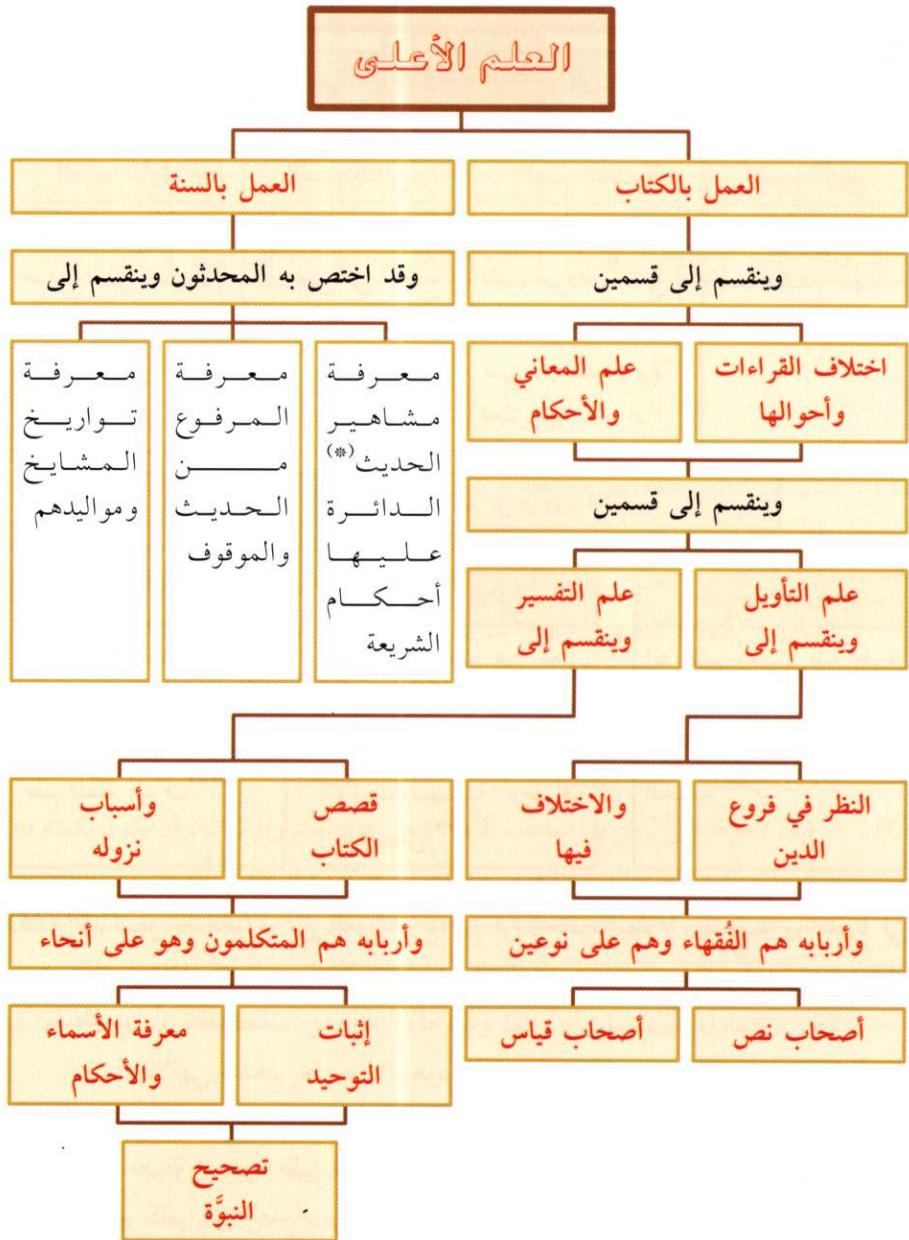 العلم الأعلى
العمل بالكتاب
العمل بالسنة
وينقسم إلى قسمين
وقد اختص به المحدثون وينقسم إلى
اختلاف القراءات
وأحوالها
علم المعاني
والأحكام
معرفة
مشاهير
الحديث(*)
الدائرة
عليها
أحكام
الشريعة
معرفة
المرفوع
من
الحديث
والموقوف
معرفة
تواريخ
المشايخ
ومواليدهم
وينقسم إلى قسمين
علم التأويل
وينقسم إلى
علم التفسير
وينقسم إلى
النظر في فروع
الدين
والاختلاف
فيها
قصص
الكتاب
وأسباب
نزوله
وأربابه هم الفُقهاء وهم على نوعين
وأربابه هم المتكلمون وهو على أنحاء
أصحاب نص
أصحاب قياس
إثبات
التوحيد
معرفة الأسماء
والأحكام
تصحيح
النبوَّة